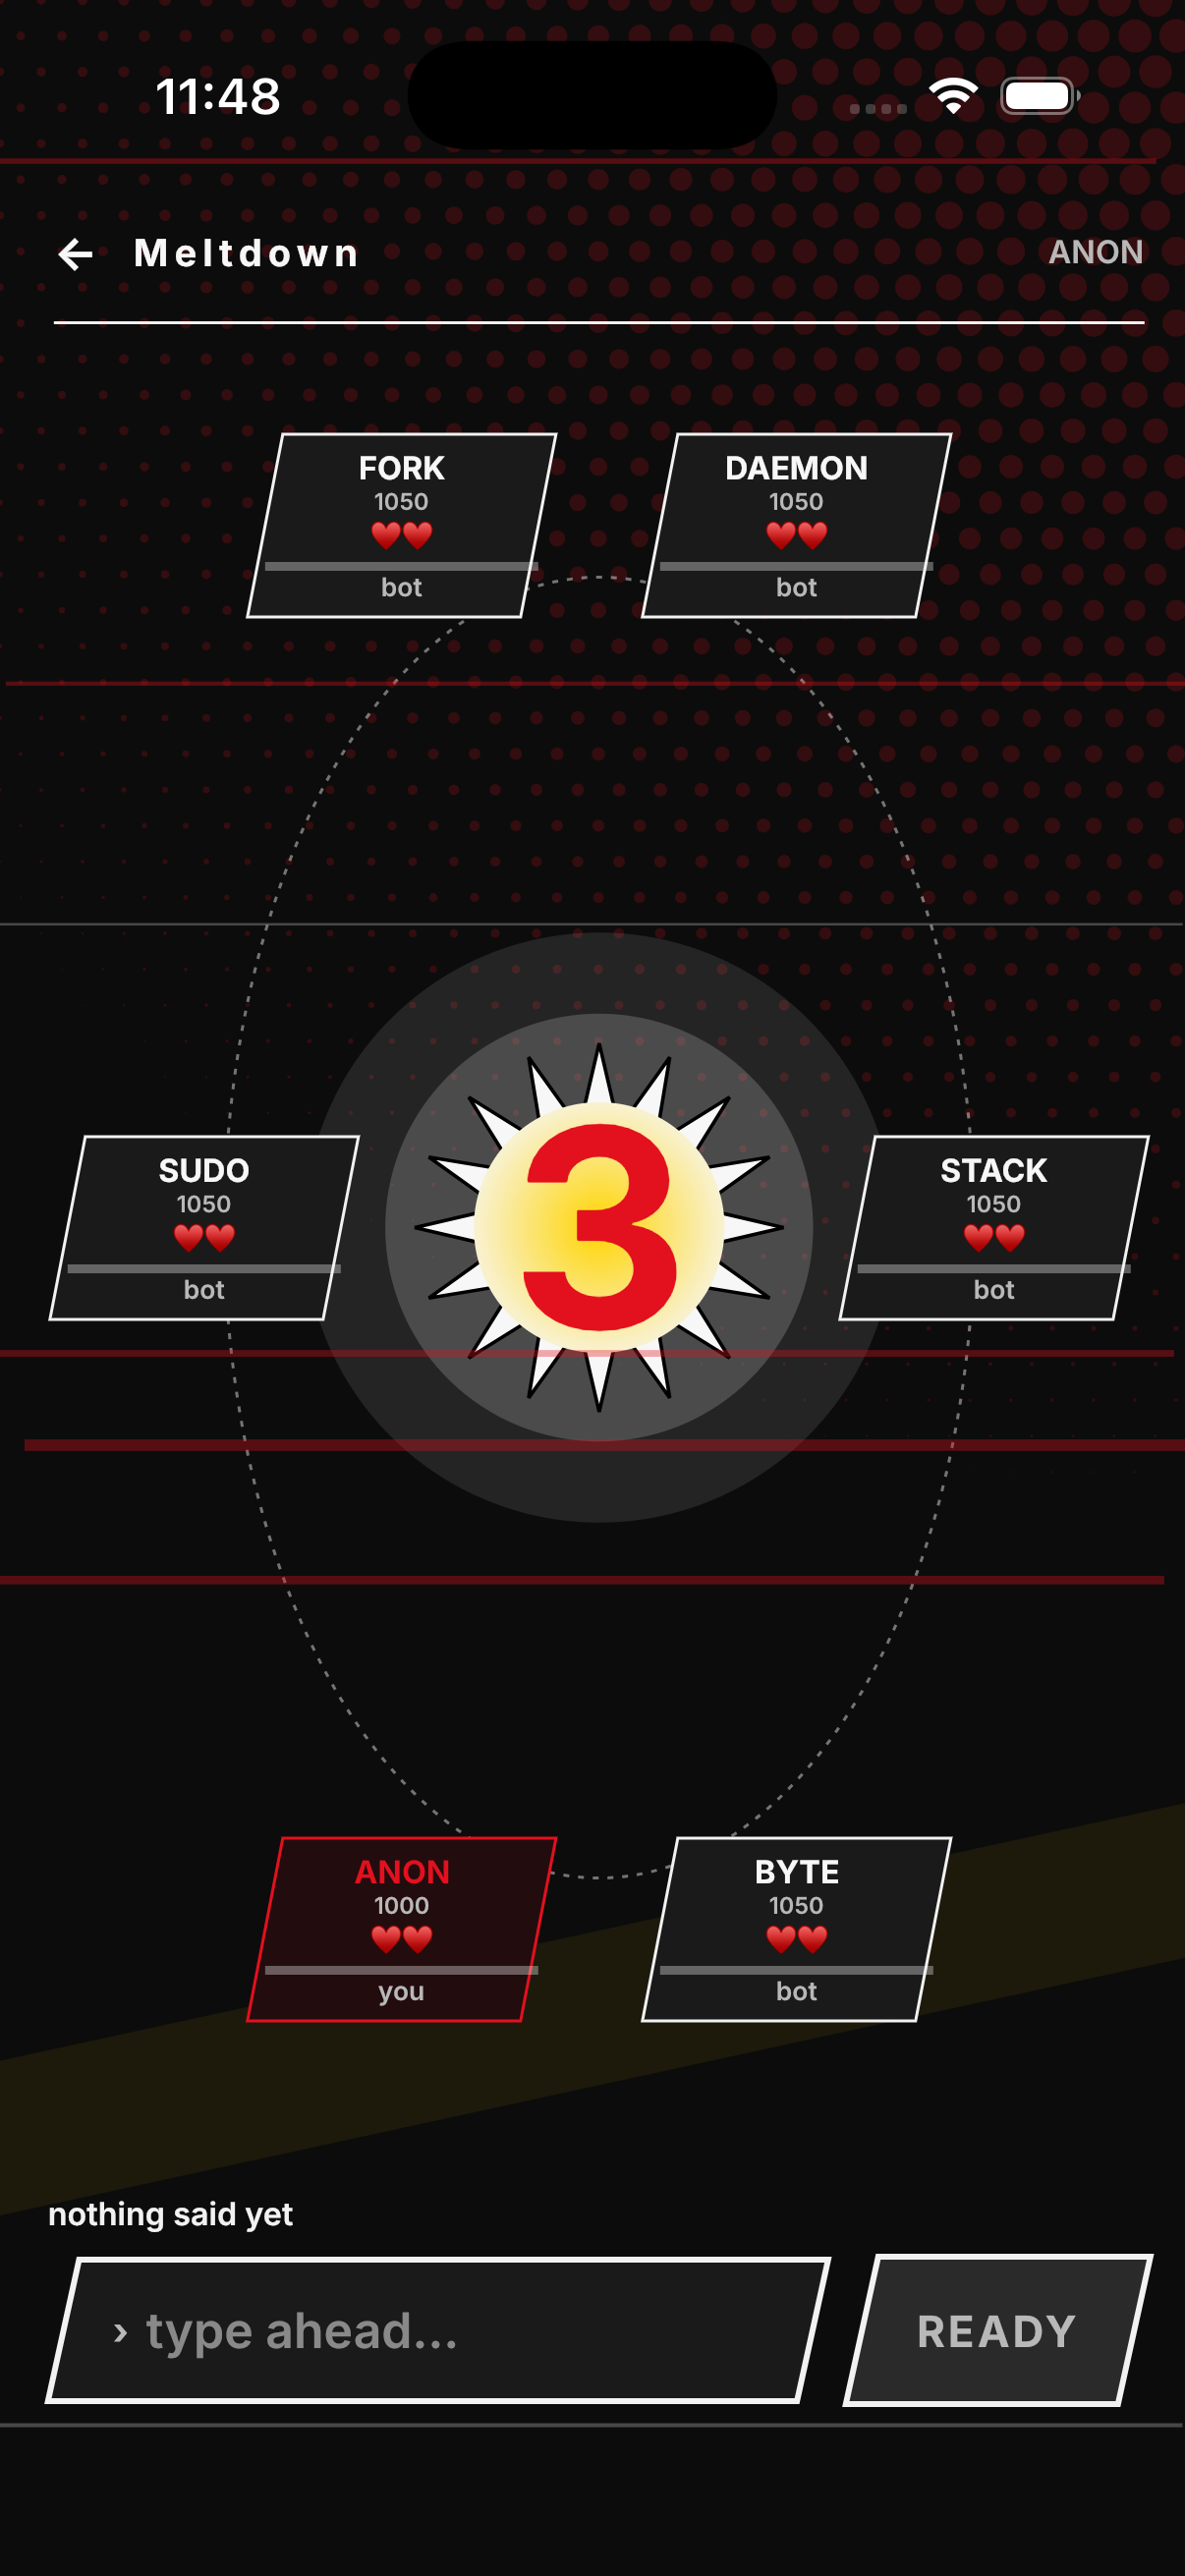 11:48
Meltdown
ANON
FORK
1050
❤️❤️
bot
DAEMON
1050
❤️❤️
bot
SUDO
1050
❤️❤️
bot
3
STACK
1050
❤️❤️
bot
ANON
1000
❤️❤️
you
BYTE
1050
❤️❤️
bot
nothing said yet
› type ahead...
READY